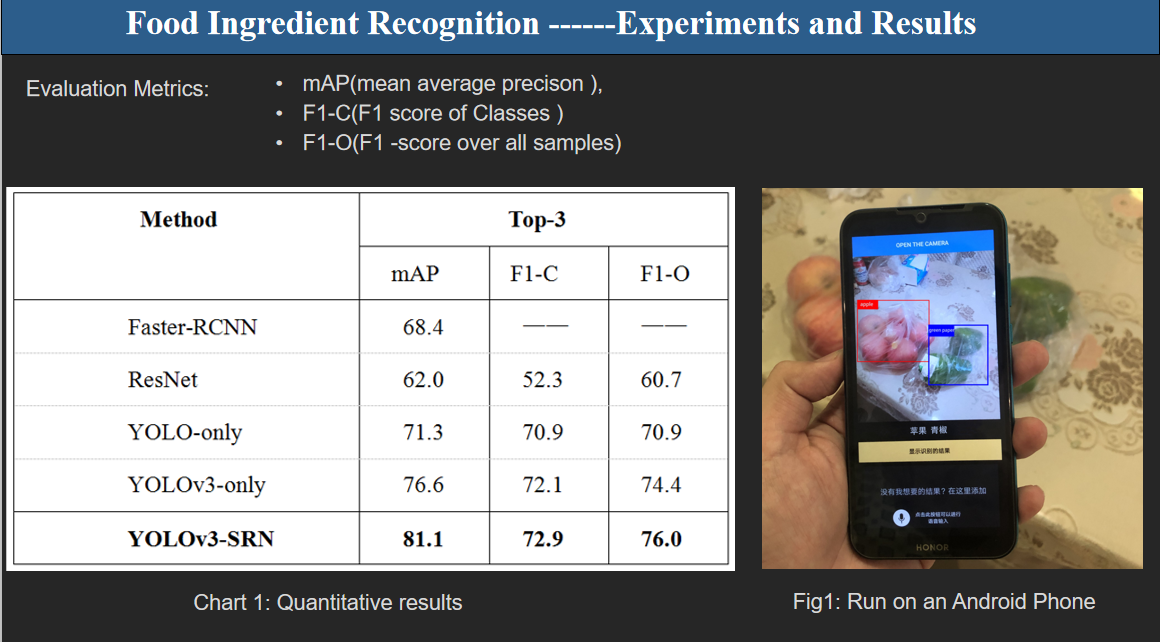 Food Ingredient Recognition ------Experiments and Results
Evaluation Metrics:
• mAP(mean average precison ),
• F1-C(F1 score of Classes )
• F1-O(F1 -score over all samples)
Method Top-3
mAP F1-C F1-O
Faster-RCNN 68.4 —— ——
ResNet 62.0 52.3 60.7
YOLO-only 71.3 70.9 70.9
YOLOv3-only 76.6 72.1 74.4
YOLOv3-SRN 81.1 72.9 76.0
Chart 1: Quantitative results
OPEN THE CAMERA
apple
green paper
苹果 青椒
显示识别的结果
没有我想要的结果? 在这里添加
点击此按钮可以进行
语音输入
HONOR
Fig1: Run on an Android Phone